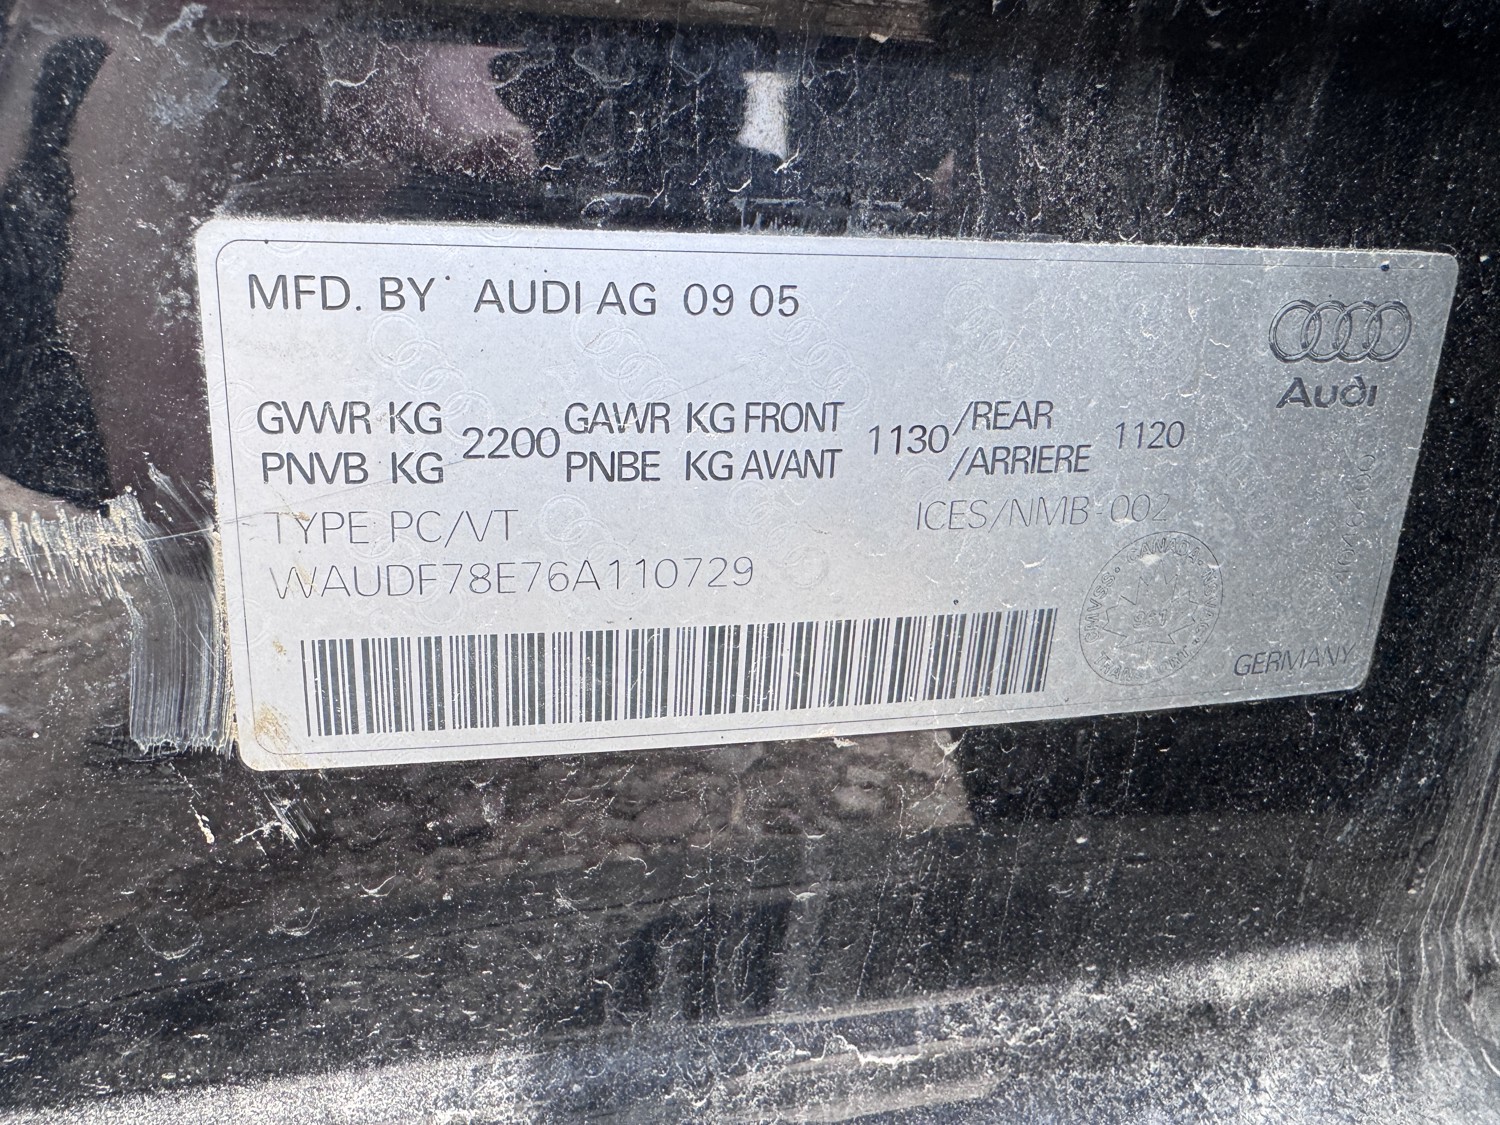 MFD. BY AUDI AG 09 05
Audi
GVWR KG 2200 GAWR KG FRONT 1130 /REAR 1120
PNVB KG PNBE KG AVANT /ARRIERE
TYPE PC/VT ICES/NMB-002
WAUDF78E76A110729
CANADA
GERMANY